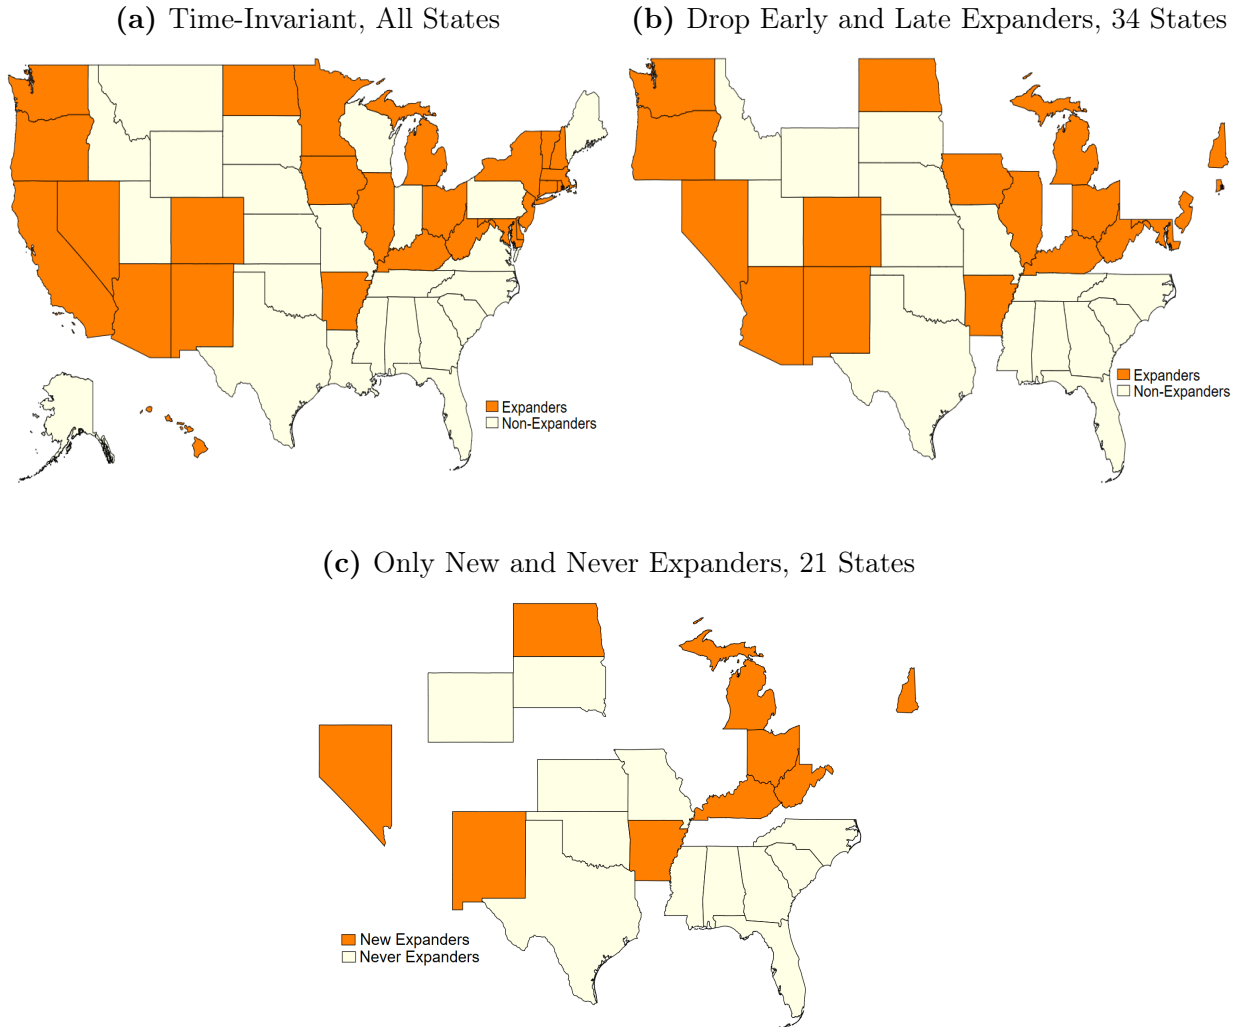 (a) Time-Invariant, All States
(b) Drop Early and Late Expanders, 34 States
Expanders
Non-Expanders
Expanders
Non-Expanders
(c) Only New and Never Expanders, 21 States
New Expanders
Never Expanders